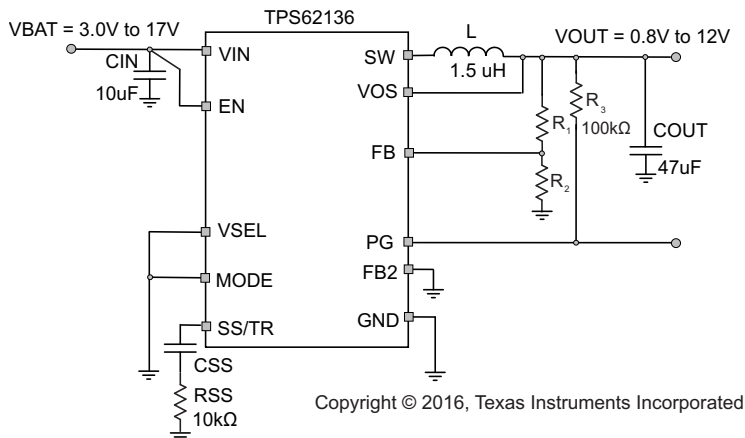 TPS62136
VBAT = 3.0V to 17V
L
VOUT = 0.8V to 12V
CIN
VIN
SW
1.5 uH
10uF
VOS
EN
R3
R1
100kΩ
COUT
FB
47uF
R2
VSEL
PG
FB2
MODE
GND
SS/TR
CSS
RSS
10kΩ
Copyright © 2016, Texas Instruments Incorporated